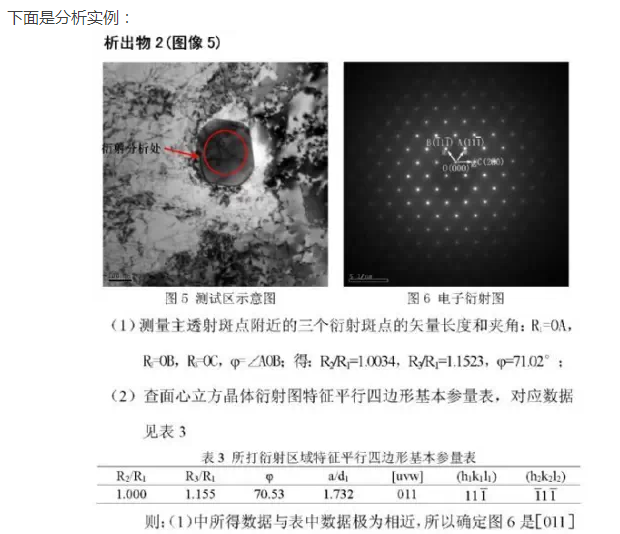 下面是分析实例：
析出物 2(图像 5)
衍射分析处
B(1̄11̄) A(111̄)
O(000) C(200)
5 1/nm
图 5 测试区示意图
图 6 电子衍射图
（1）测量主透射斑点附近的三个衍射斑点的矢量长度和夹角：R₁=OA，
R₂=OB，R₃=OC，φ=∠AOB；得：R₂/R₁=1.0034，R₃/R₁=1.1523，φ=71.02°；
（2）查面心立方晶体衍射图特征平行四边形基本参量表，对应数据
见表 3
表 3 所打衍射区域特征平行四边形基本参量表
R₂/R₁ R₃/R₁ φ a/d₁ [uvw] (h₁k₁l₁) (h₂k₂l₂)
1.000 1.155 70.53 1.732 011 111̄ 1̄11̄
则：(1)中所得数据与表中数据极为相近，所以确定图 6 是[011]